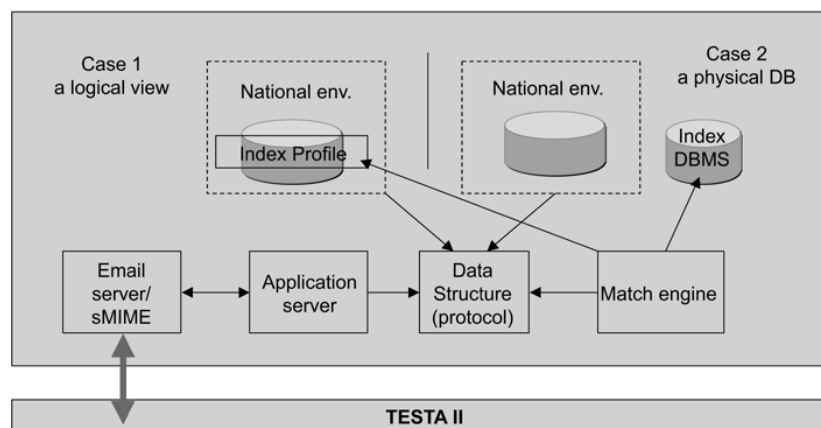 Case 1
a logical view
National env.
Index Profile
National env.
Case 2
a physical DB
Index
DBMS
Email
server/
sMIME
Application
server
Data
Structure
(protocol)
Match engine
TESTA II